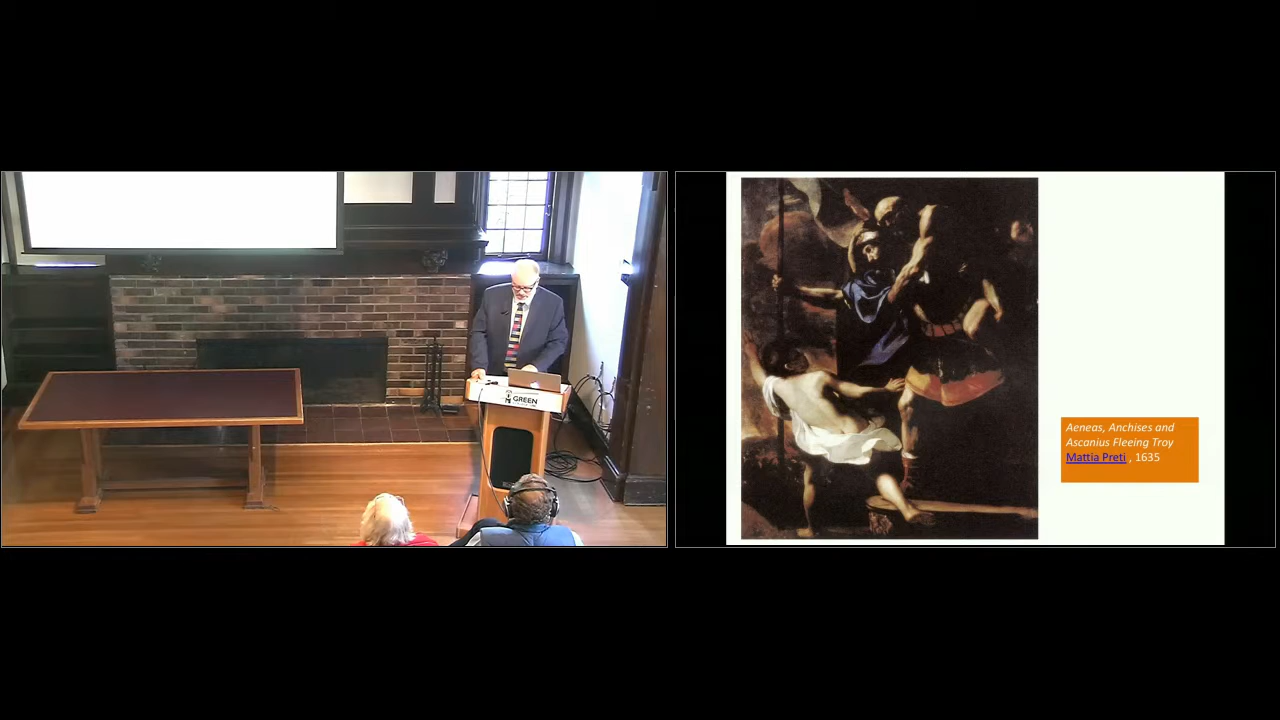 GREEN
Aeneas, Anchises and
Ascanius Fleeing Troy
Mattia Preti , 1635